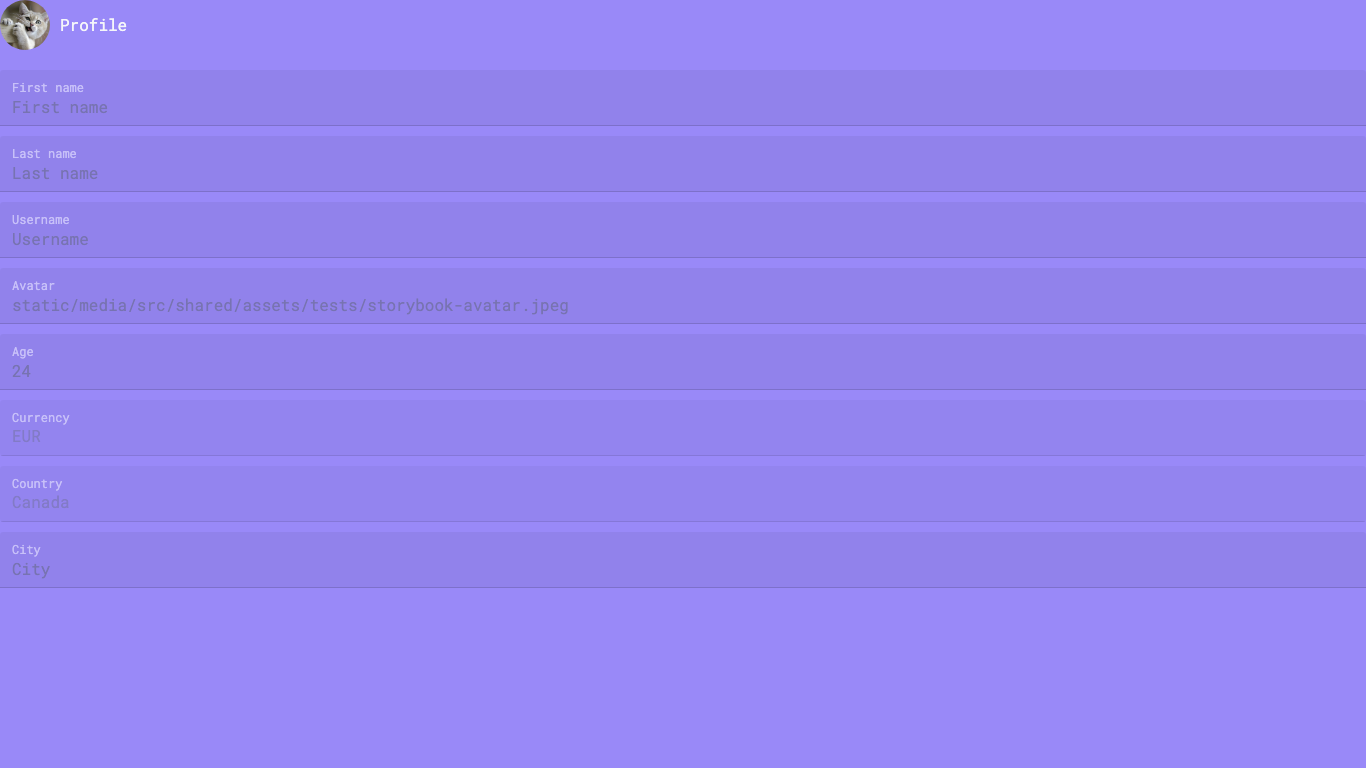 Profile
First name
First name
Last name
Last name
Username
Username
Avatar
static/media/src/shared/assets/tests/storybook-avatar.jpeg
Age
24
Currency
EUR
Country
Canada
City
City